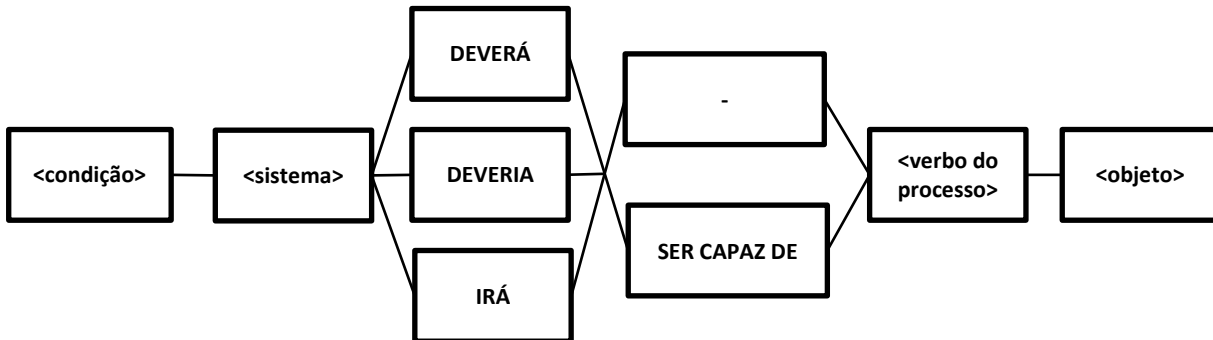 <condição>
<sistema>
DEVERÁ
DEVERIA
IRÁ
-
SER CAPAZ DE
<verbo do
processo>
<objeto>